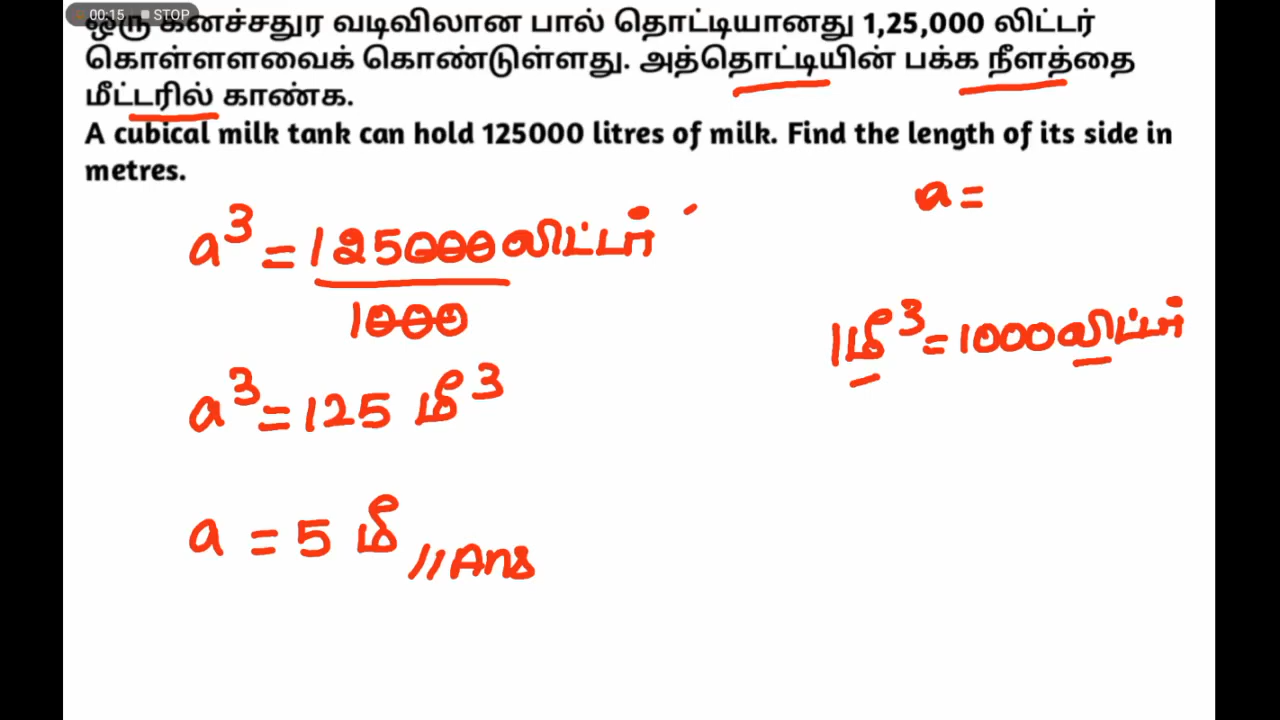 00:15 STOP
ஒரு கனச்சதுர வடிவிலான பால் தொட்டியானது 1,25,000 லிட்டர்
கொள்ளளவைக் கொண்டுள்ளது. அத்தொட்டியின் பக்க நீளத்தை
மீட்டரில் காண்க.
A cubical milk tank can hold 125000 litres of milk. Find the length of its side in
metres.
a =
a³ = 125000 லிட்டர்
1000
1மீ³ = 1000 லிட்டர்
a³ = 125 மீ³
a = 5 மீ //Ans